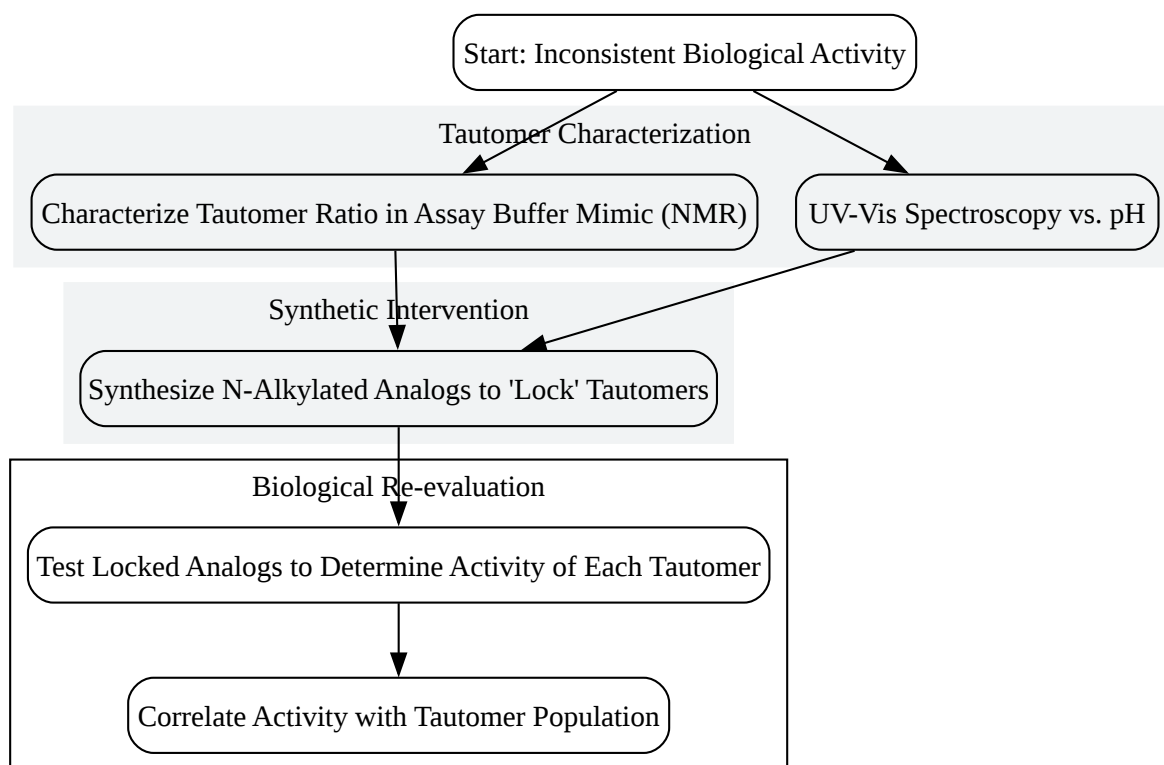 Start: Inconsistent Biological Activity
Tautomer Characterization
Characterize Tautomer Ratio in Assay Buffer Mimic (NMR)
UV-Vis Spectroscopy vs. pH
Synthetic Intervention
Synthesize N-Alkylated Analogs to 'Lock' Tautomers
Biological Re-evaluation
Test Locked Analogs to Determine Activity of Each Tautomer
Correlate Activity with Tautomer Population